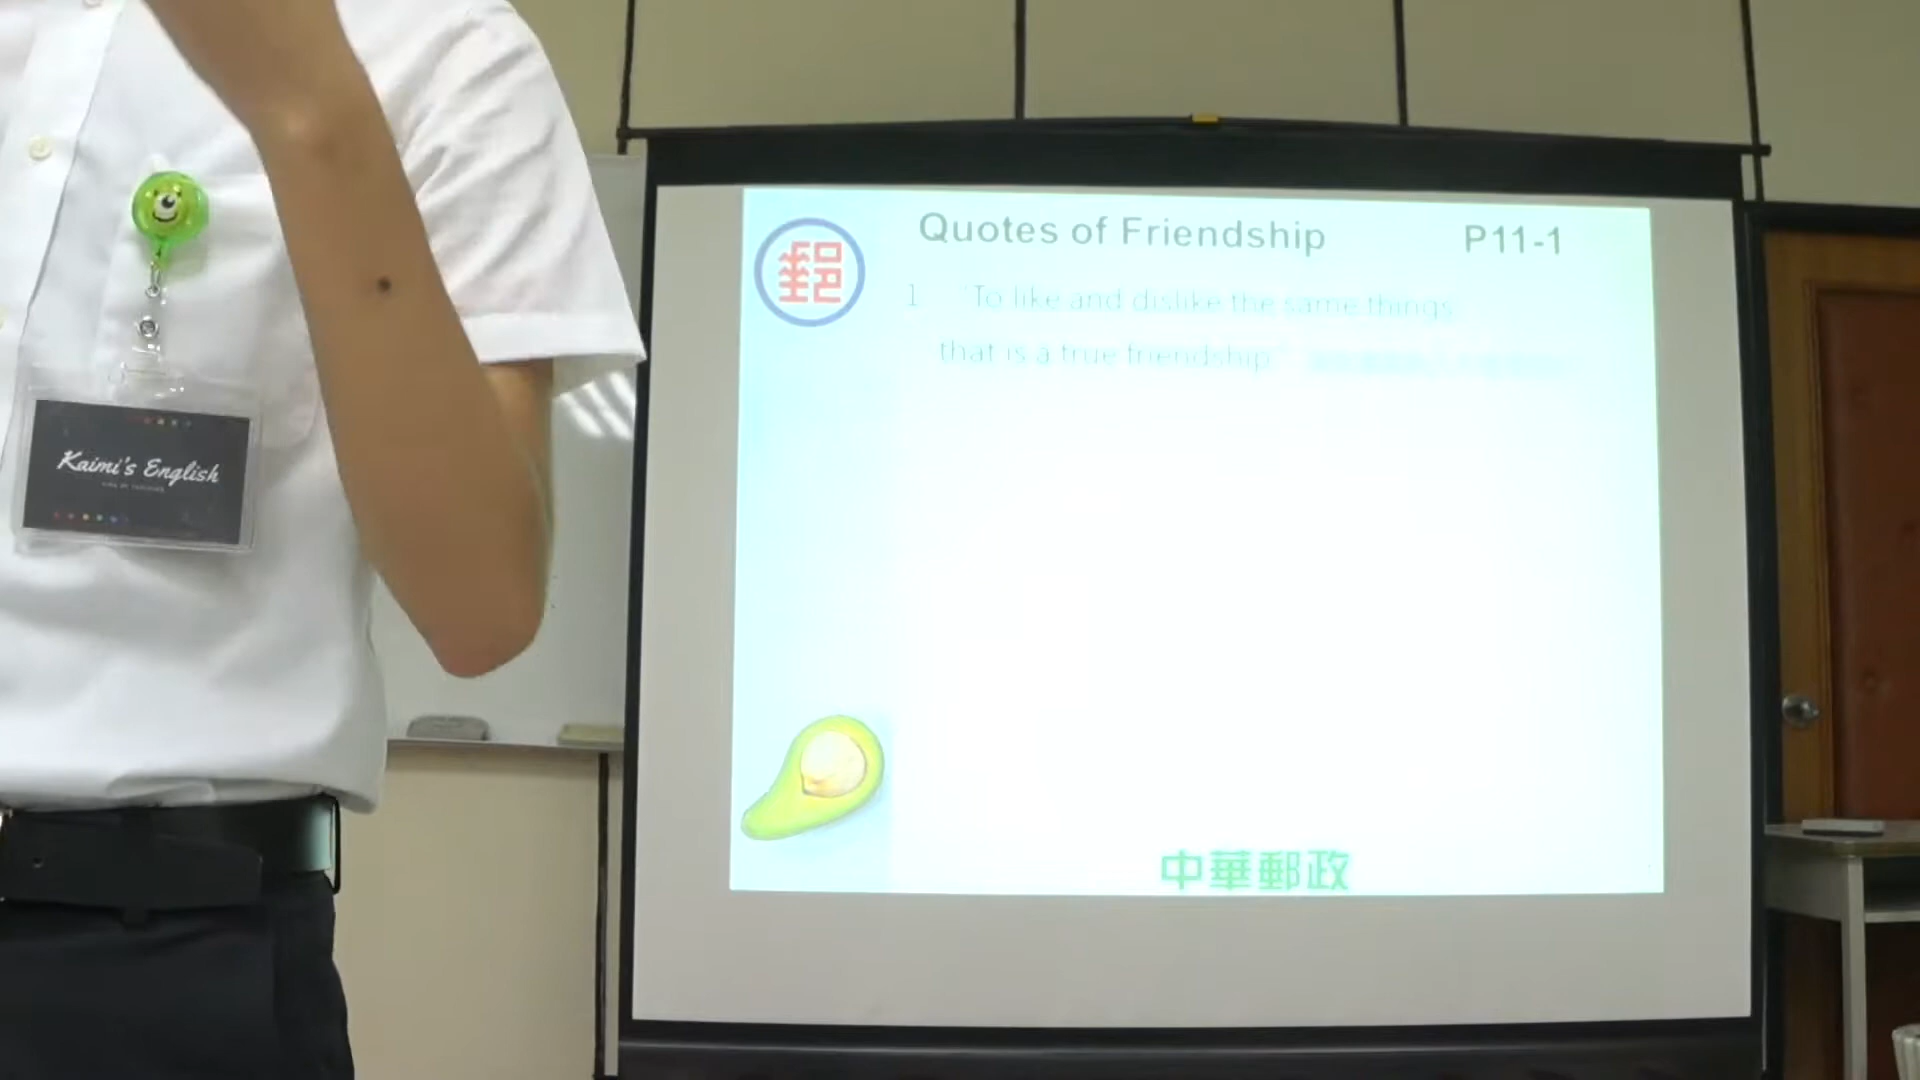 Kaimi's English
郵
Quotes of Friendship P11-1
1 "To like and dislike the same things
that is a true friendship."
中華郵政